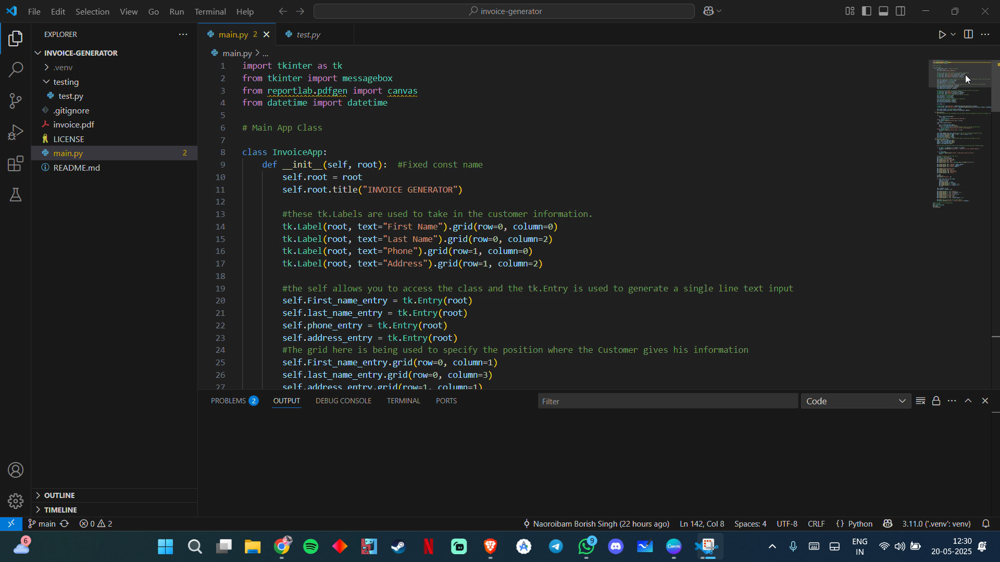 File Edit Selection View Go Run Terminal Help
invoice-generator
EXPLORER
INVOICE-GENERATOR
.venv
testing
test.py
.gitignore
invoice.pdf
LICENSE
main.py 2
README.md
OUTLINE
TIMELINE
main.py 2
test.py
main.py > ...
1 import tkinter as tk
2 from tkinter import messagebox
3 from reportlab.pdfgen import canvas
4 from datetime import datetime
5
6 # Main App Class
7
8 class InvoiceApp:
9 def __init__(self, root): #Fixed const name
10 self.root = root
11 self.root.title("INVOICE GENERATOR")
12
13 #these tk.Labels are used to take in the customer information.
14 tk.Label(root, text="First Name").grid(row=0, column=0)
15 tk.Label(root, text="Last Name").grid(row=0, column=2)
16 tk.Label(root, text="Phone").grid(row=1, column=0)
17 tk.Label(root, text="Address").grid(row=1, column=2)
18
19 #the self allows you to access the class and the tk.Entry is used to generate a single line text input
20 self.First_name_entry = tk.Entry(root)
21 self.last_name_entry = tk.Entry(root)
22 self.phone_entry = tk.Entry(root)
23 self.address_entry = tk.Entry(root)
24 #The grid here is being used to specify the position where the Customer gives his information
25 self.First_name_entry.grid(row=0, column=1)
26 self.last_name_entry.grid(row=0, column=3)
27 self.address_entry.grid(row=1, column=1)
PROBLEMS 2 OUTPUT DEBUG CONSOLE TERMINAL PORTS
Filter
Code
main 0 2
Naoroibam Borish Singh (22 hours ago) Ln 142, Col 8 Spaces: 4 UTF-8 CRLF {} Python 3.11.0 ('.venv': venv)
6
Canva
9
ENG
IN
12:30
20-05-2025